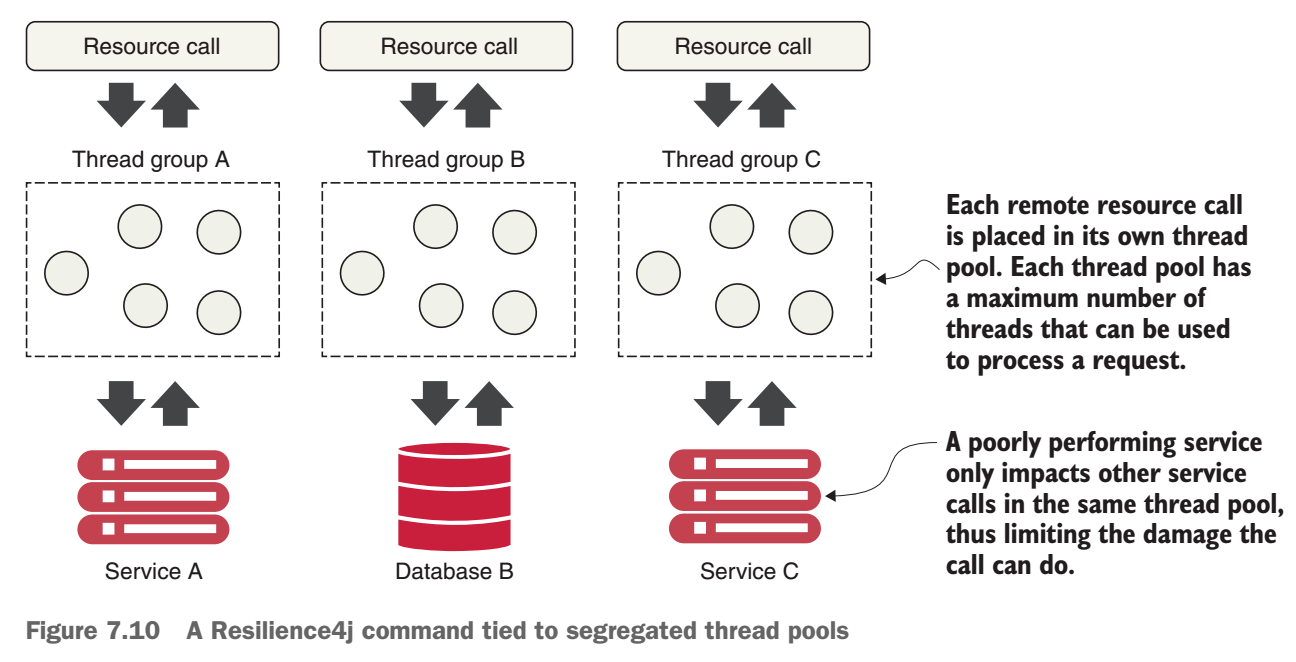 Resource call
Resource call
Resource call
Thread group A
Thread group B
Thread group C
Each remote resource call
is placed in its own thread
pool. Each thread pool has
a maximum number of
threads that can be used
to process a request.
A poorly performing service
only impacts other service
calls in the same thread pool,
thus limiting the damage the
call can do.
Service A
Database B
Service C
Figure 7.10 A Resilience4j command tied to segregated thread pools